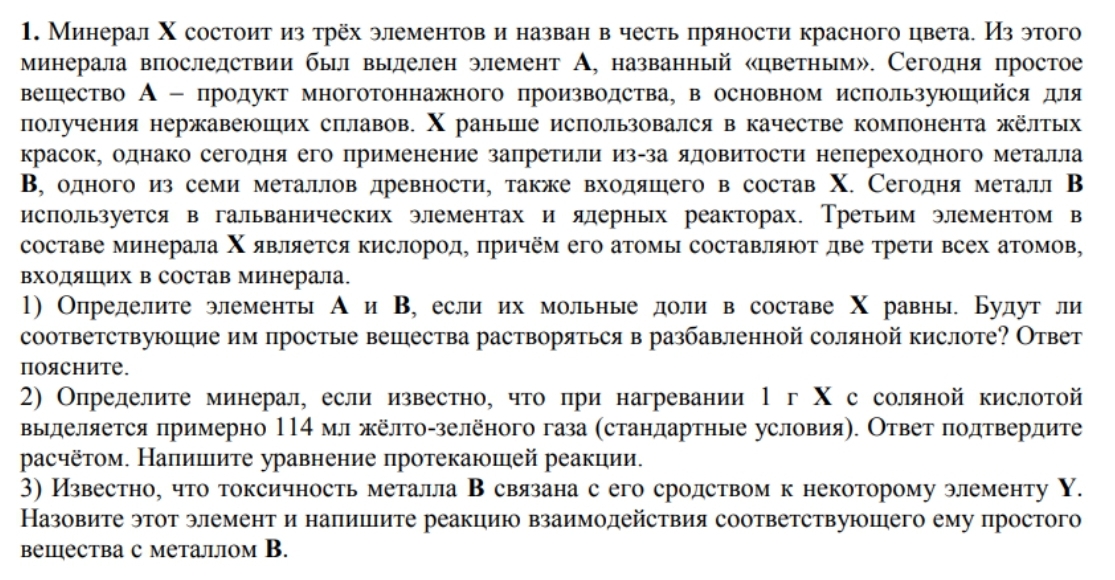 1. Минерал X состоит из трёх элементов и назван в честь пряности красного цвета. Из этого
минерала впоследствии был выделен элемент A, названный «цветным». Сегодня простое
вещество A – продукт многотоннажного производства, в основном использующийся для
получения нержавеющих сплавов. X раньше использовался в качестве компонента жёлтых
красок, однако сегодня его применение запретили из-за ядовитости непереходного металла
B, одного из семи металлов древности, также входящего в состав X. Сегодня металл B
используется в гальванических элементах и ядерных реакторах. Третьим элементом в
составе минерала X является кислород, причём его атомы составляют две трети всех атомов,
входящих в состав минерала.
1) Определите элементы A и B, если их мольные доли в составе X равны. Будут ли
соответствующие им простые вещества растворяться в разбавленной соляной кислоте? Ответ
поясните.
2) Определите минерал, если известно, что при нагревании 1 г X с соляной кислотой
выделяется примерно 114 мл жёлто-зелёного газа (стандартные условия). Ответ подтвердите
расчётом. Напишите уравнение протекающей реакции.
3) Известно, что токсичность металла B связана с его сродством к некоторому элементу Y.
Назовите этот элемент и напишите реакцию взаимодействия соответствующего ему простого
вещества с металлом B.